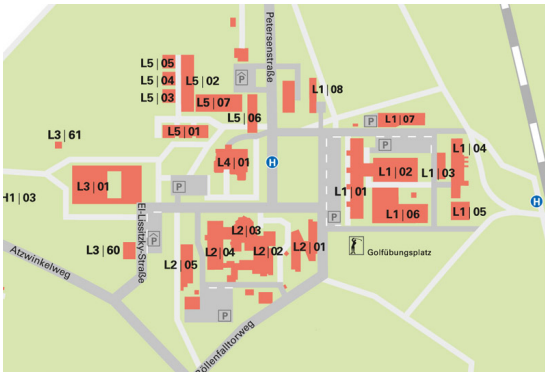 Petersenstraße
L5 | 05
L5 | 04
L5 | 02
L5 | 03
L5 | 07
L5 | 06
L5 | 01
L1 | 08
L1 | 07
L1 | 04
L3 | 61
L4 | 01
H
P
P
P
P
L3 | 01
L1 | 02
L1 | 03
H1 | 03
L1 | 01
L1 | 06
L1 | 05
H
P
El-Lissitzky-Straße
L2 | 03
L2 | 01
L3 | 60
P
L2 | 04
L2 | 02
L2 | 05
Golfübungsplatz
Atzwinkelweg
P
Böllenfalltorweg